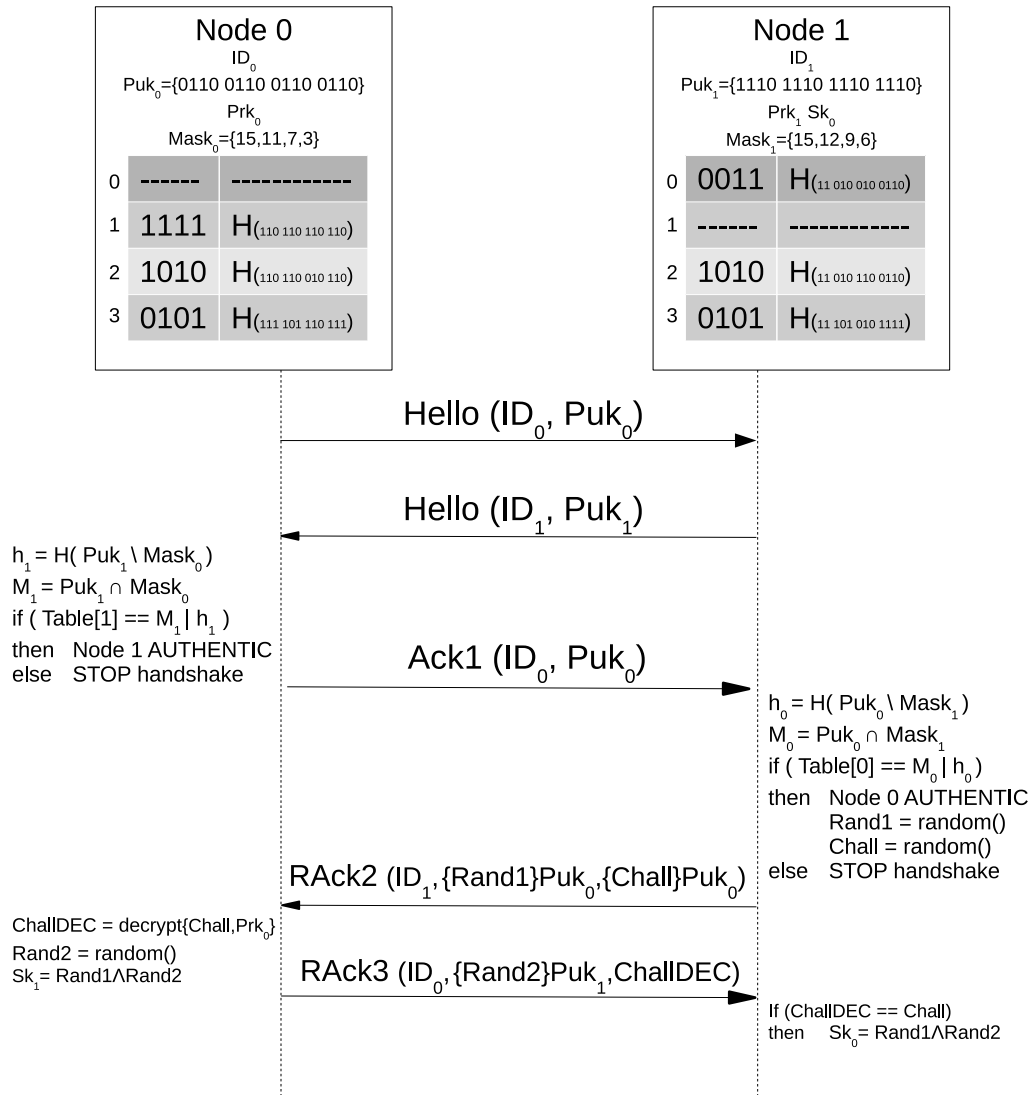 Node 0
ID0
Puk0={0110 0110 0110 0110}
Prk0
Mask0={15,11,7,3}
0 ------ ------------
1 1111 H(110 110 110 110)
2 1010 H(110 110 010 110)
3 0101 H(111 101 110 111)
Node 1
ID1
Puk1={1110 1110 1110 1110}
Prk1 Sk0
Mask1={15,12,9,6}
0 0011 H(11 010 010 0110)
1 ------ ------------
2 1010 H(11 010 110 0110)
3 0101 H(11 101 010 1111)
Hello (ID0, Puk0)
Hello (ID1, Puk1)
h1 = H( Puk1 \ Mask0 )
M1 = Puk1 ∩ Mask0
if ( Table[1] == M1 | h1 )
then Node 1 AUTHENTIC
else STOP handshake
Ack1 (ID0, Puk0)
h0 = H( Puk0 \ Mask1 )
M0 = Puk0 ∩ Mask1
if ( Table[0] == M0 | h0 )
then Node 0 AUTHENTIC
Rand1 = random()
Chall = random()
else STOP handshake
RAck2 (ID1,{Rand1}Puk0,{Chall}Puk0)
ChallDEC = decrypt{Chall,Prk0}
Rand2 = random()
Sk1= Rand1ΛRand2
RAck3 (ID0,{Rand2}Puk1,ChallDEC)
If (ChallDEC == Chall)
then Sk0= Rand1ΛRand2